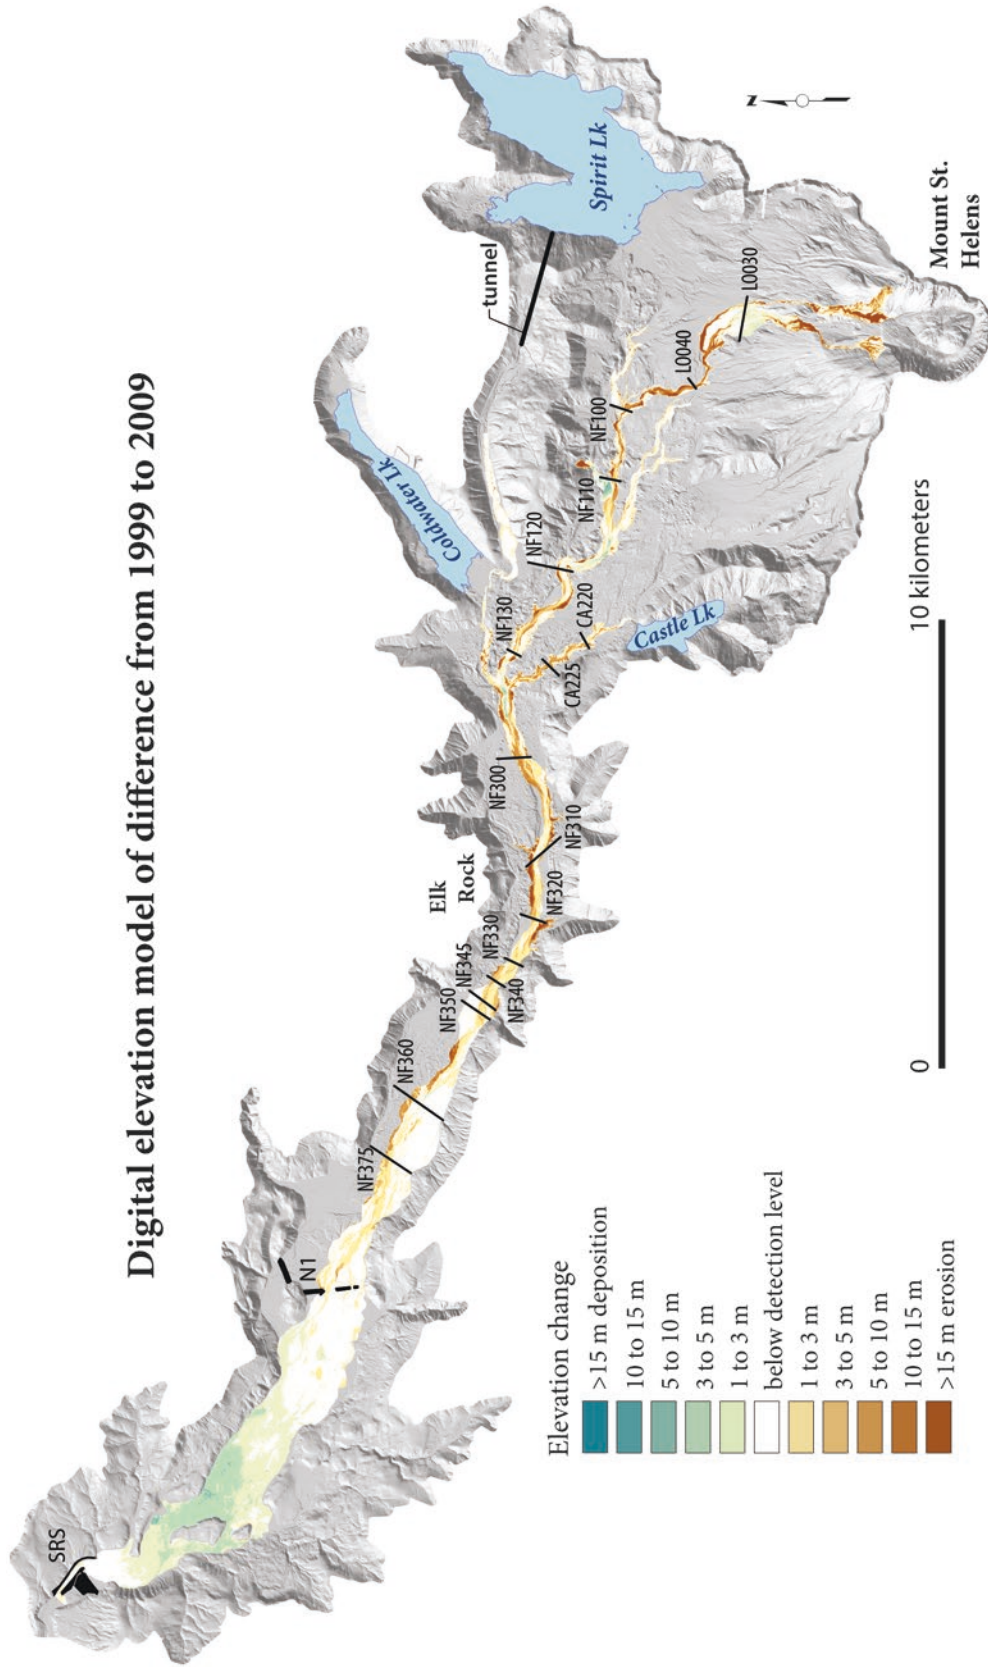 Digital elevation model of difference from 1999 to 2009
SRS
N1
NF375
NF360
NF350
NF345
NF340
NF330
Elk
Rock
NF320
NF310
NF300
NF130
CA225
CA220
NF120
NF110
NF100
LO040
LO030
Coldwater Lk
Castle Lk
tunnel
Spirit Lk
N
Mount St.
Helens
Elevation change
>15 m deposition
10 to 15 m
5 to 10 m
3 to 5 m
1 to 3 m
below detection level
1 to 3 m
3 to 5 m
5 to 10 m
10 to 15 m
>15 m erosion
0
10 kilometers